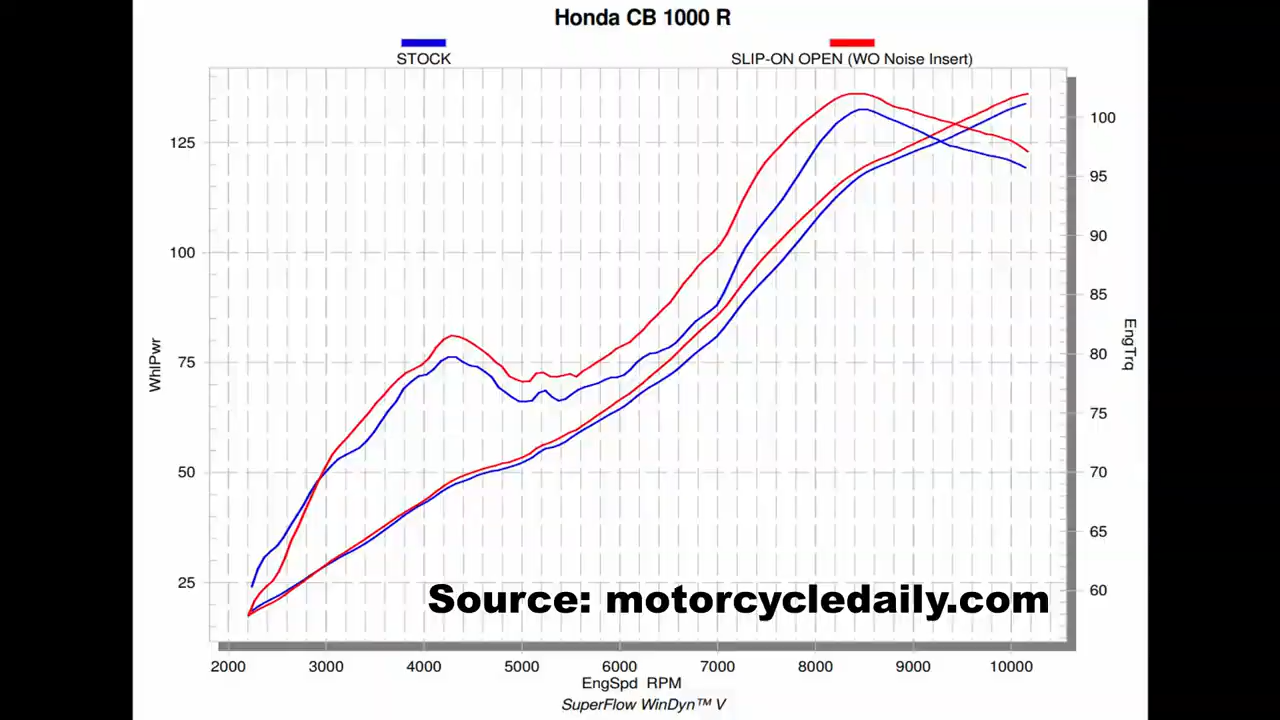 Honda CB 1000 R
STOCK
SLIP-ON OPEN (WO Noise Insert)
125
100
75
50
25
WhlPwr
100
95
90
85
80
75
70
65
60
EngTrq
Source: motorcycledaily.com
2000 3000 4000 5000 6000 7000 8000 9000 10000
EngSpd RPM
SuperFlow WinDyn™ V